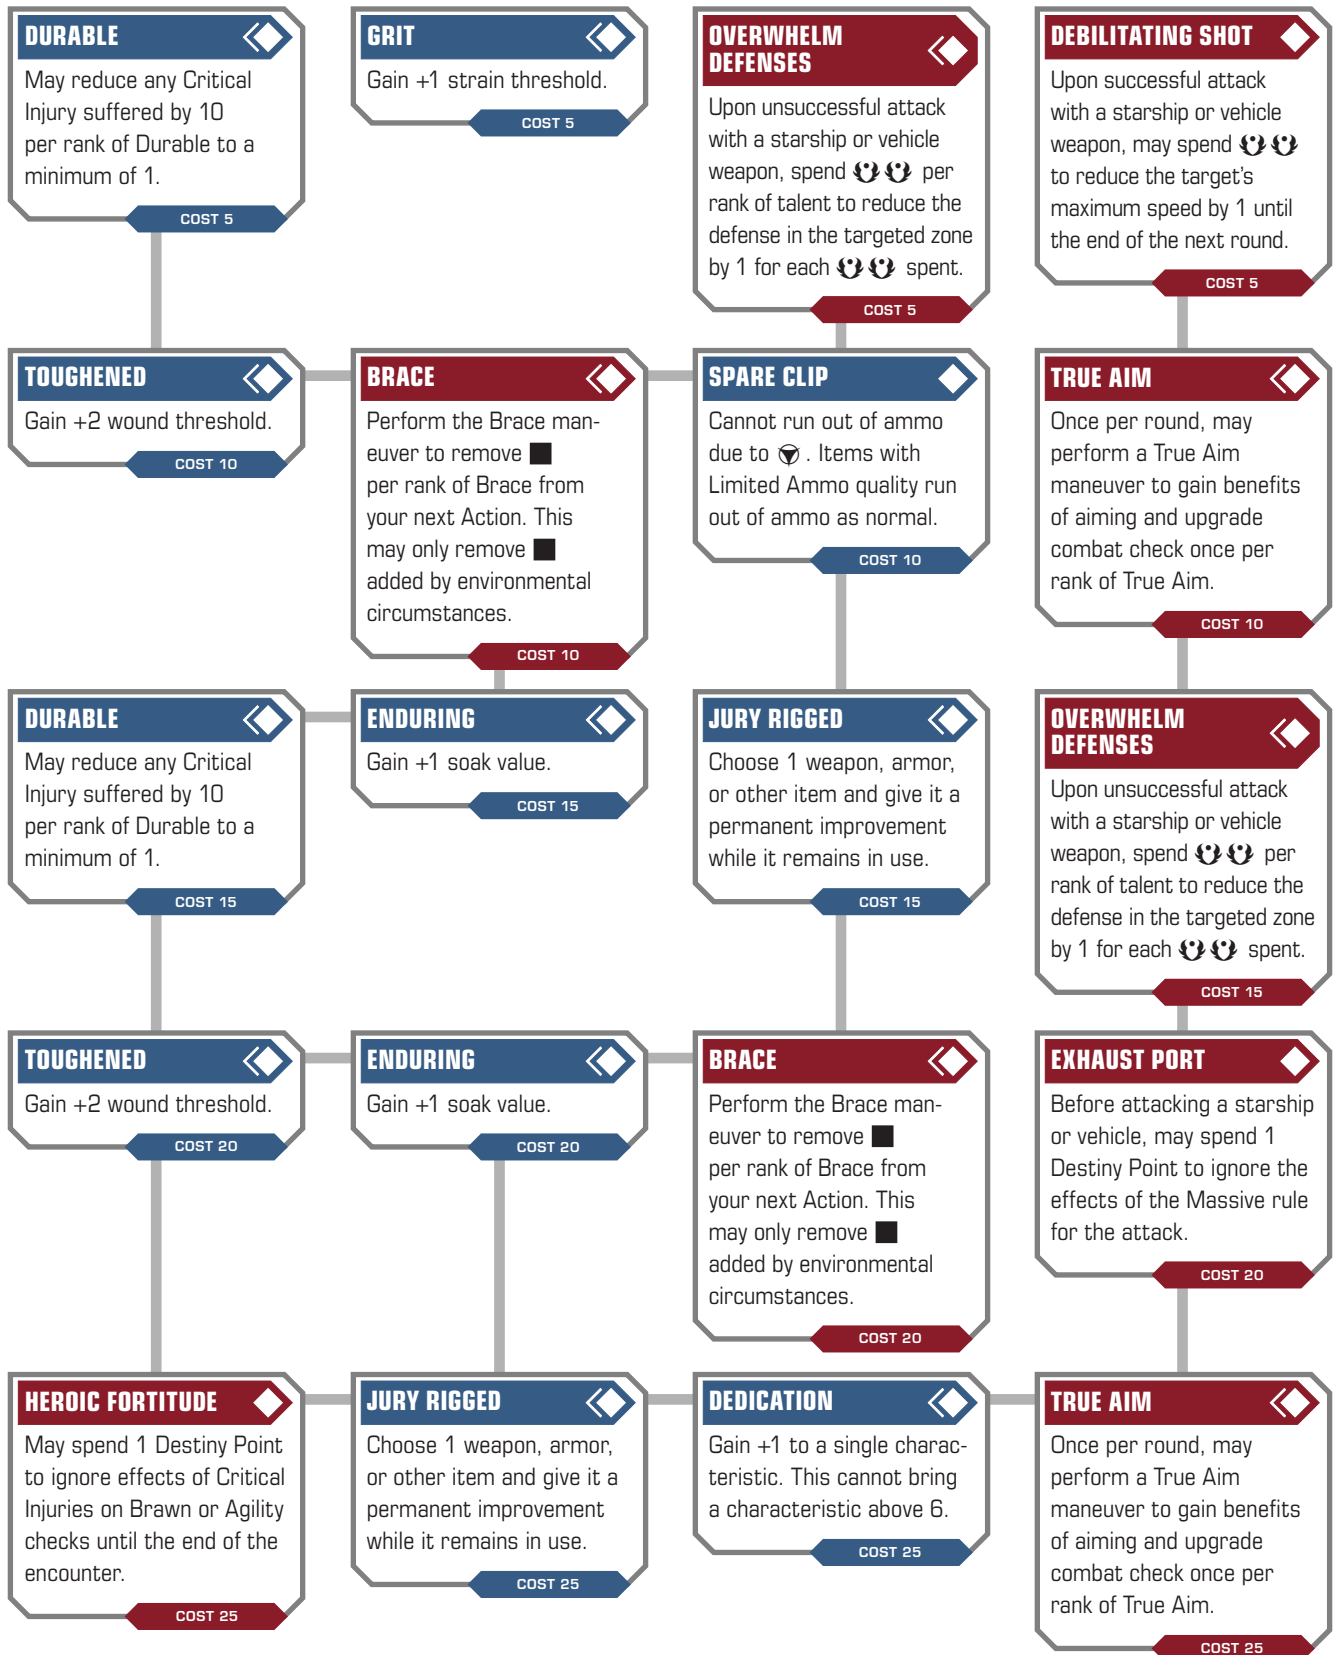 DURABLE
May reduce any Critical
Injury suffered by 10
per rank of Durable to a
minimum of 1.
COST 5
GRIT
Gain +1 strain threshold.
COST 5
OVERWHELM
DEFENSES
Upon unsuccessful attack
with a starship or vehicle
weapon, spend per
rank of talent to reduce the
defense in the targeted zone
by 1 for each spent.
COST 5
DEBILITATING SHOT
Upon successful attack
with a starship or vehicle
weapon, may spend
to reduce the target's
maximum speed by 1 until
the end of the next round.
COST 5
TOUGHENED
Gain +2 wound threshold.
COST 10
BRACE
Perform the Brace man-
euver to remove
per rank of Brace from
your next Action. This
may only remove
added by environmental
circumstances.
COST 10
SPARE CLIP
Cannot run out of ammo
due to . Items with
Limited Ammo quality run
out of ammo as normal.
COST 10
TRUE AIM
Once per round, may
perform a True Aim
maneuver to gain benefits
of aiming and upgrade
combat check once per
rank of True Aim.
COST 10
DURABLE
May reduce any Critical
Injury suffered by 10
per rank of Durable to a
minimum of 1.
COST 15
ENDURING
Gain +1 soak value.
COST 15
JURY RIGGED
Choose 1 weapon, armor,
or other item and give it a
permanent improvement
while it remains in use.
COST 15
OVERWHELM
DEFENSES
Upon unsuccessful attack
with a starship or vehicle
weapon, spend per
rank of talent to reduce the
defense in the targeted zone
by 1 for each spent.
COST 15
TOUGHENED
Gain +2 wound threshold.
COST 20
ENDURING
Gain +1 soak value.
COST 20
BRACE
Perform the Brace man-
euver to remove
per rank of Brace from
your next Action. This
may only remove
added by environmental
circumstances.
COST 20
EXHAUST PORT
Before attacking a starship
or vehicle, may spend 1
Destiny Point to ignore the
effects of the Massive rule
for the attack.
COST 20
HEROIC FORTITUDE
May spend 1 Destiny Point
to ignore effects of Critical
Injuries on Brawn or Agility
checks until the end of the
encounter.
COST 25
JURY RIGGED
Choose 1 weapon, armor,
or other item and give it a
permanent improvement
while it remains in use.
COST 25
DEDICATION
Gain +1 to a single charac-
teristic. This cannot bring
a characteristic above 6.
COST 25
TRUE AIM
Once per round, may
perform a True Aim
maneuver to gain benefits
of aiming and upgrade
combat check once per
rank of True Aim.
COST 25